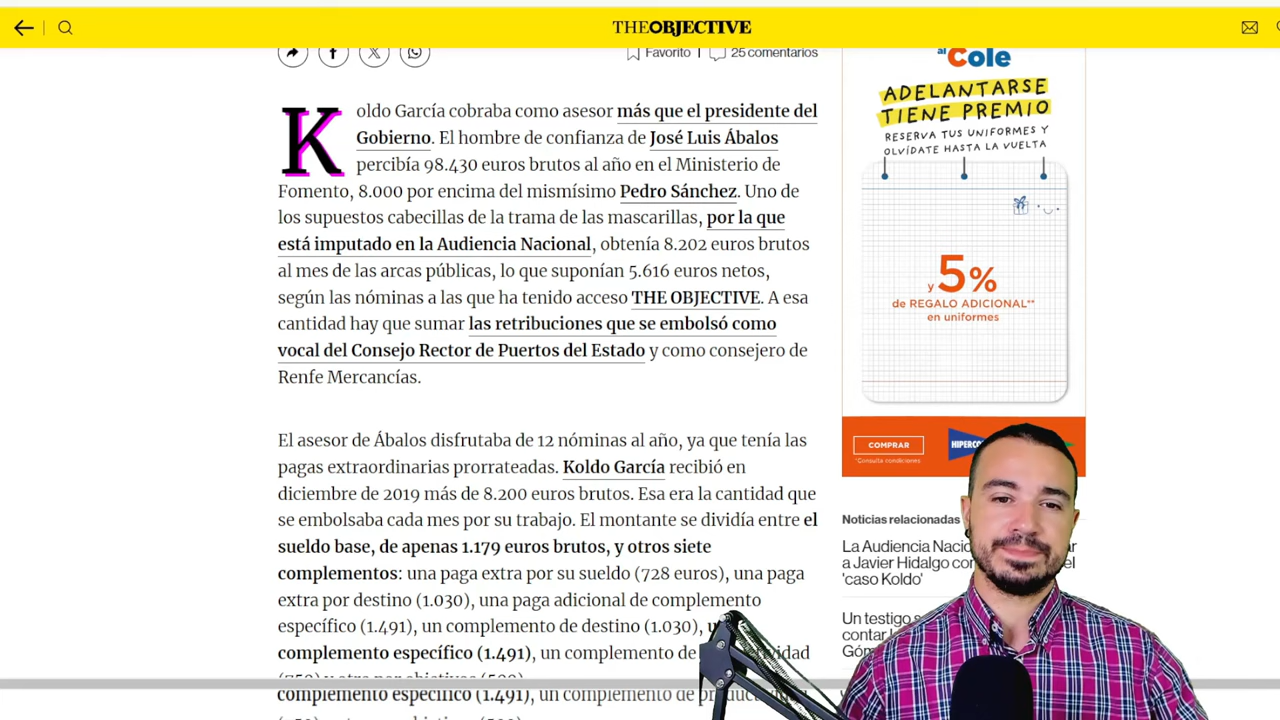 THE OBJECTIVE
Favorito
25 comentarios
Koldo García cobraba como asesor más que el presidente del
Gobierno. El hombre de confianza de José Luis Ábalos
percibía 98.430 euros brutos al año en el Ministerio de
Fomento, 8.000 por encima del mismísimo Pedro Sánchez. Uno de
los supuestos cabecillas de la trama de las mascarillas, por la que
está imputado en la Audiencia Nacional, obtenía 8.202 euros brutos
al mes de las arcas públicas, lo que suponían 5.616 euros netos,
según las nóminas a las que ha tenido acceso THE OBJECTIVE. A esa
cantidad hay que sumar las retribuciones que se embolsó como
vocal del Consejo Rector de Puertos del Estado y como consejero de
Renfe Mercancías.
El asesor de Ábalos disfrutaba de 12 nóminas al año, ya que tenía las
pagas extraordinarias prorrateadas. Koldo García recibió en
diciembre de 2019 más de 8.200 euros brutos. Esa era la cantidad que
se embolsaba cada mes por su trabajo. El montante se dividía entre el
sueldo base, de apenas 1.179 euros brutos, y otros siete
complementos: una paga extra por su sueldo (728 euros), una paga
extra por destino (1.030), una paga adicional de complemento
específico (1.491), un complemento de destino (1.030),
complemento específico (1.491), un complemento de
complemento específico (1.491), un complemento de
al Cole
ADELANTARSE
TIENE PREMIO
RESERVA TUS UNIFORMES Y
OLVÍDATE HASTA LA VUELTA
y 5%
de REGALO ADICIONAL**
en uniformes
COMPRAR
*Consulta condiciones
Noticias relacionadas
La Audiencia
a Javier Hidalgo
'caso Koldo'
Un testigo
contar